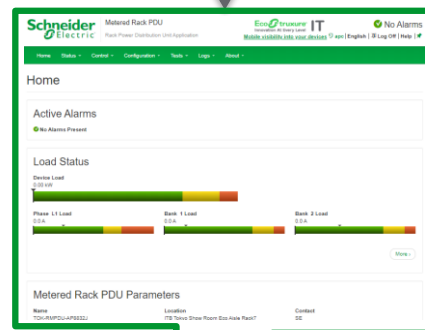 Schneider Electric
Metered Rack PDU
Rack Power Distribution Unit Application
EcoStruxure IT
Innovation At Every Level
No Alarms
Mobile visibility into your devices apc | English | Log Off | Help |
Home Status Control Configuration Tests Logs About
Home
Active Alarms
No Alarms Present
Load Status
Device Load
0.00 kW
Phase L1 Load Bank 1 Load Bank 2 Load
0.0 A 0.0 A 0.0 A
More ›
Metered Rack PDU Parameters
Name Location Contact
TOK-RMPDU-AP8832J ITB Tokyo Show Room Eco Aisle Rack7 SE